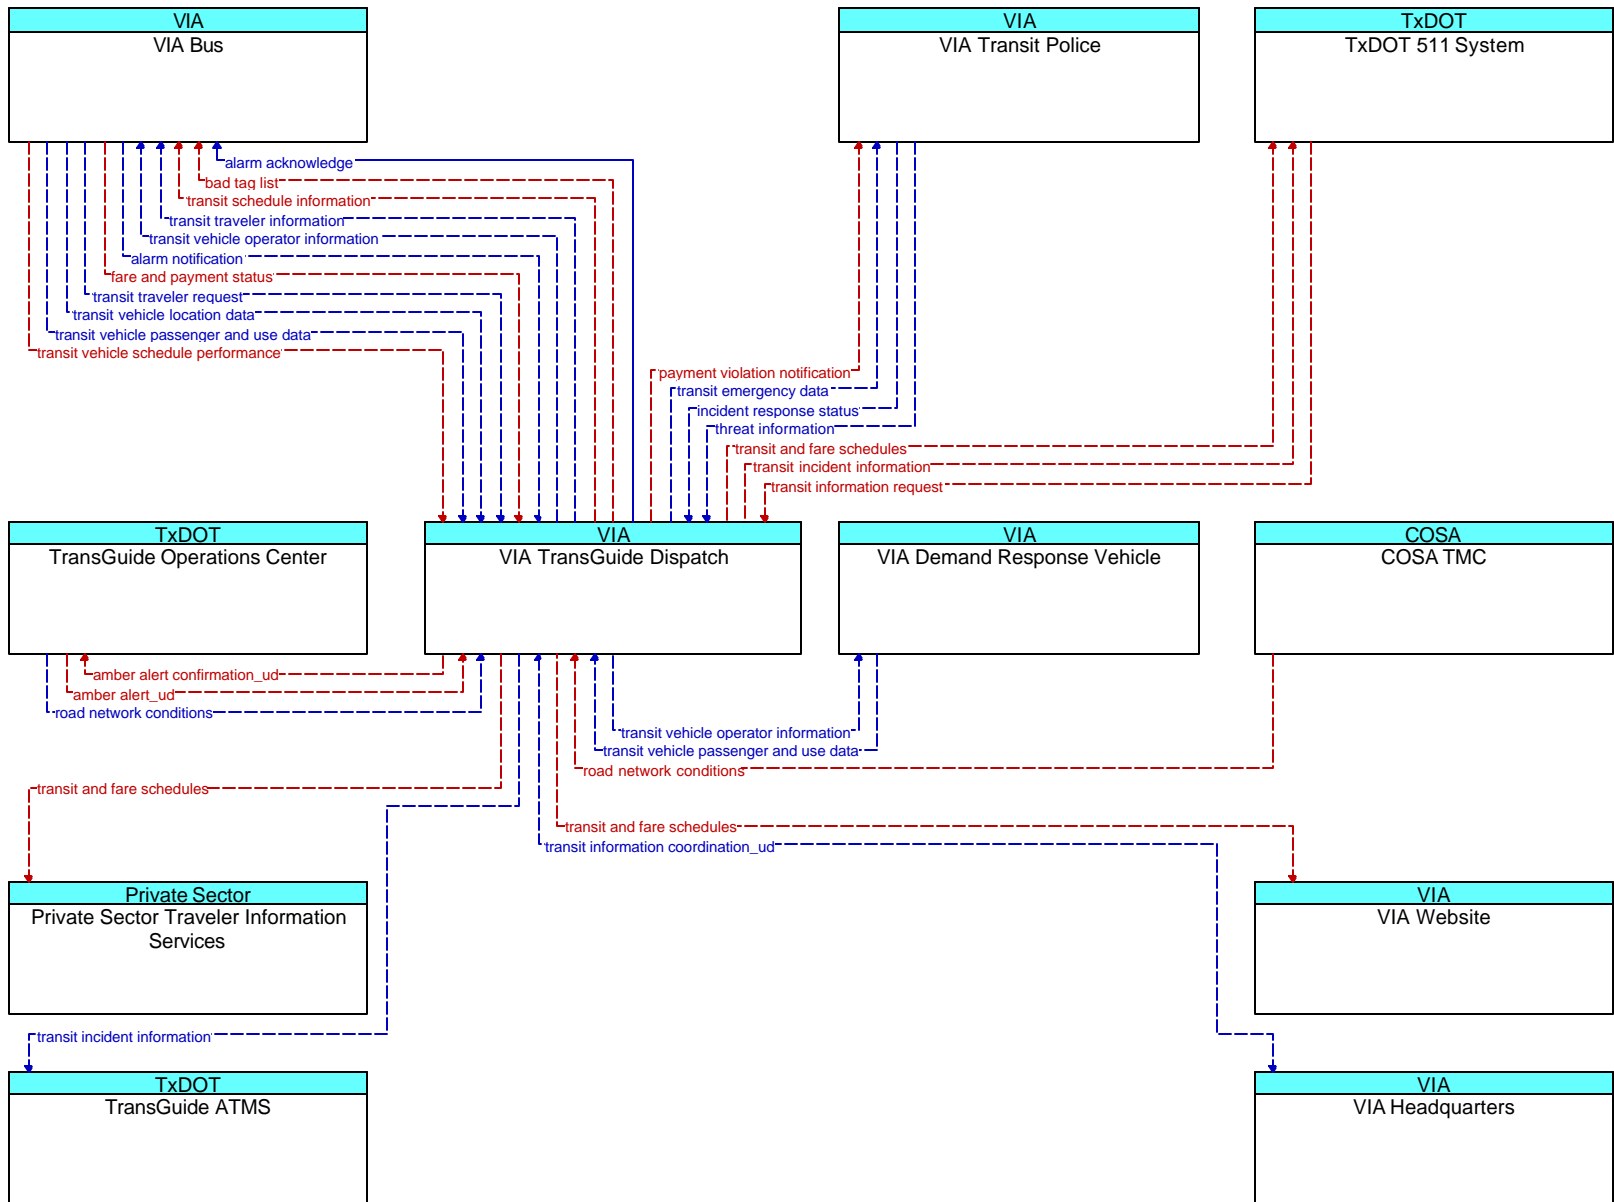 VIA
VIA Bus
VIA
VIA Transit Police
TxDOT
TxDOT 511 System
alarm acknowledge
bad tag list
transit schedule information
transit traveler information
transit vehicle operator information
alarm notification
fare and payment status
transit traveler request
transit vehicle location data
transit vehicle passenger and use data
transit vehicle schedule performance
payment violation notification
transit emergency data
incident response status
threat information
transit and fare schedules
transit incident information
transit information request
TxDOT
TransGuide Operations Center
VIA
VIA TransGuide Dispatch
VIA
VIA Demand Response Vehicle
COSA
COSA TMC
amber alert confirmation_ud
amber alert_ud
road network conditions
transit vehicle operator information
transit vehicle passenger and use data
road network conditions
transit and fare schedules
transit and fare schedules
transit information coordination_ud
Private Sector
Private Sector Traveler Information
Services
VIA
VIA Website
transit incident information
TxDOT
TransGuide ATMS
VIA
VIA Headquarters